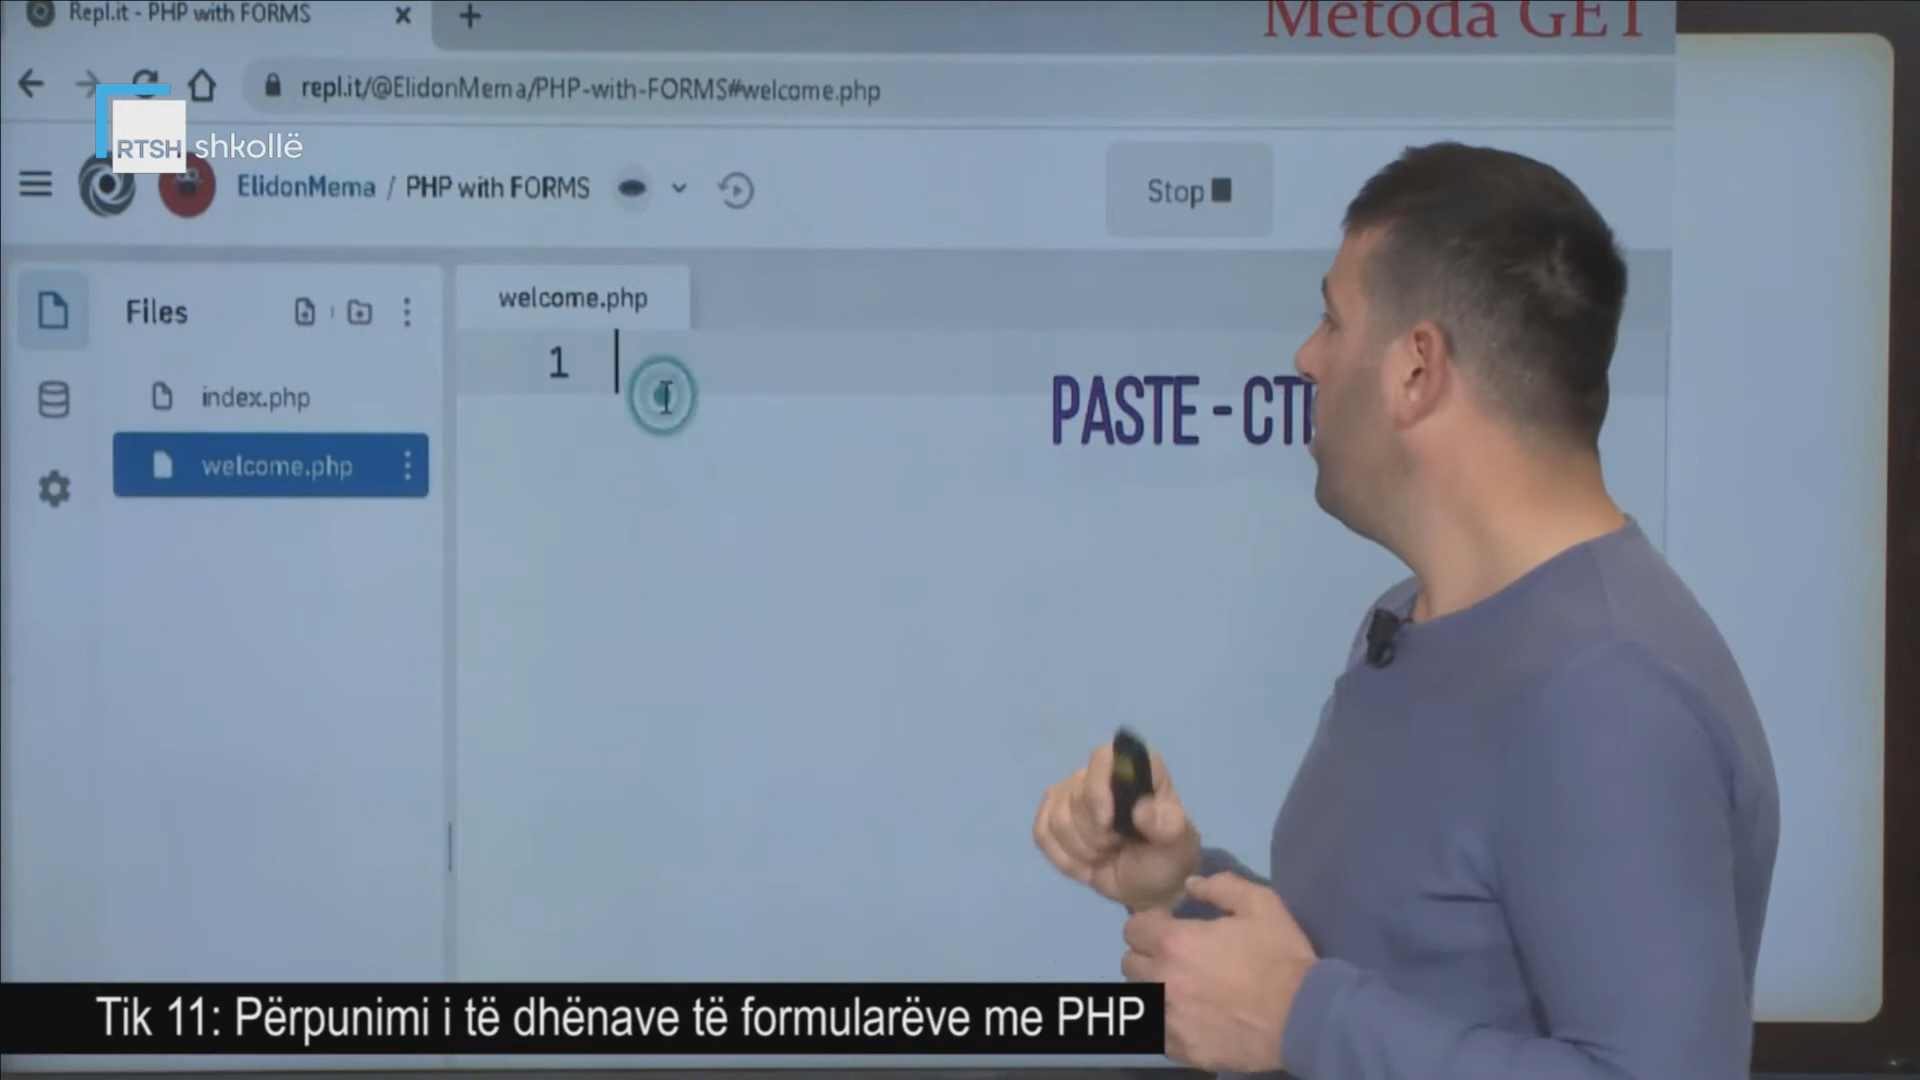 Repl.it - PHP with FORMS
Metoda GET
repl.it/@ElidonMema/PHP-with-FORMS#welcome.php
RTSH shkollë
ElidonMema / PHP with FORMS
Stop
Files
welcome.php
1
index.php
PASTE -
welcome.php
Tik 11: Përpunimi i të dhënave të formularëve me PHP